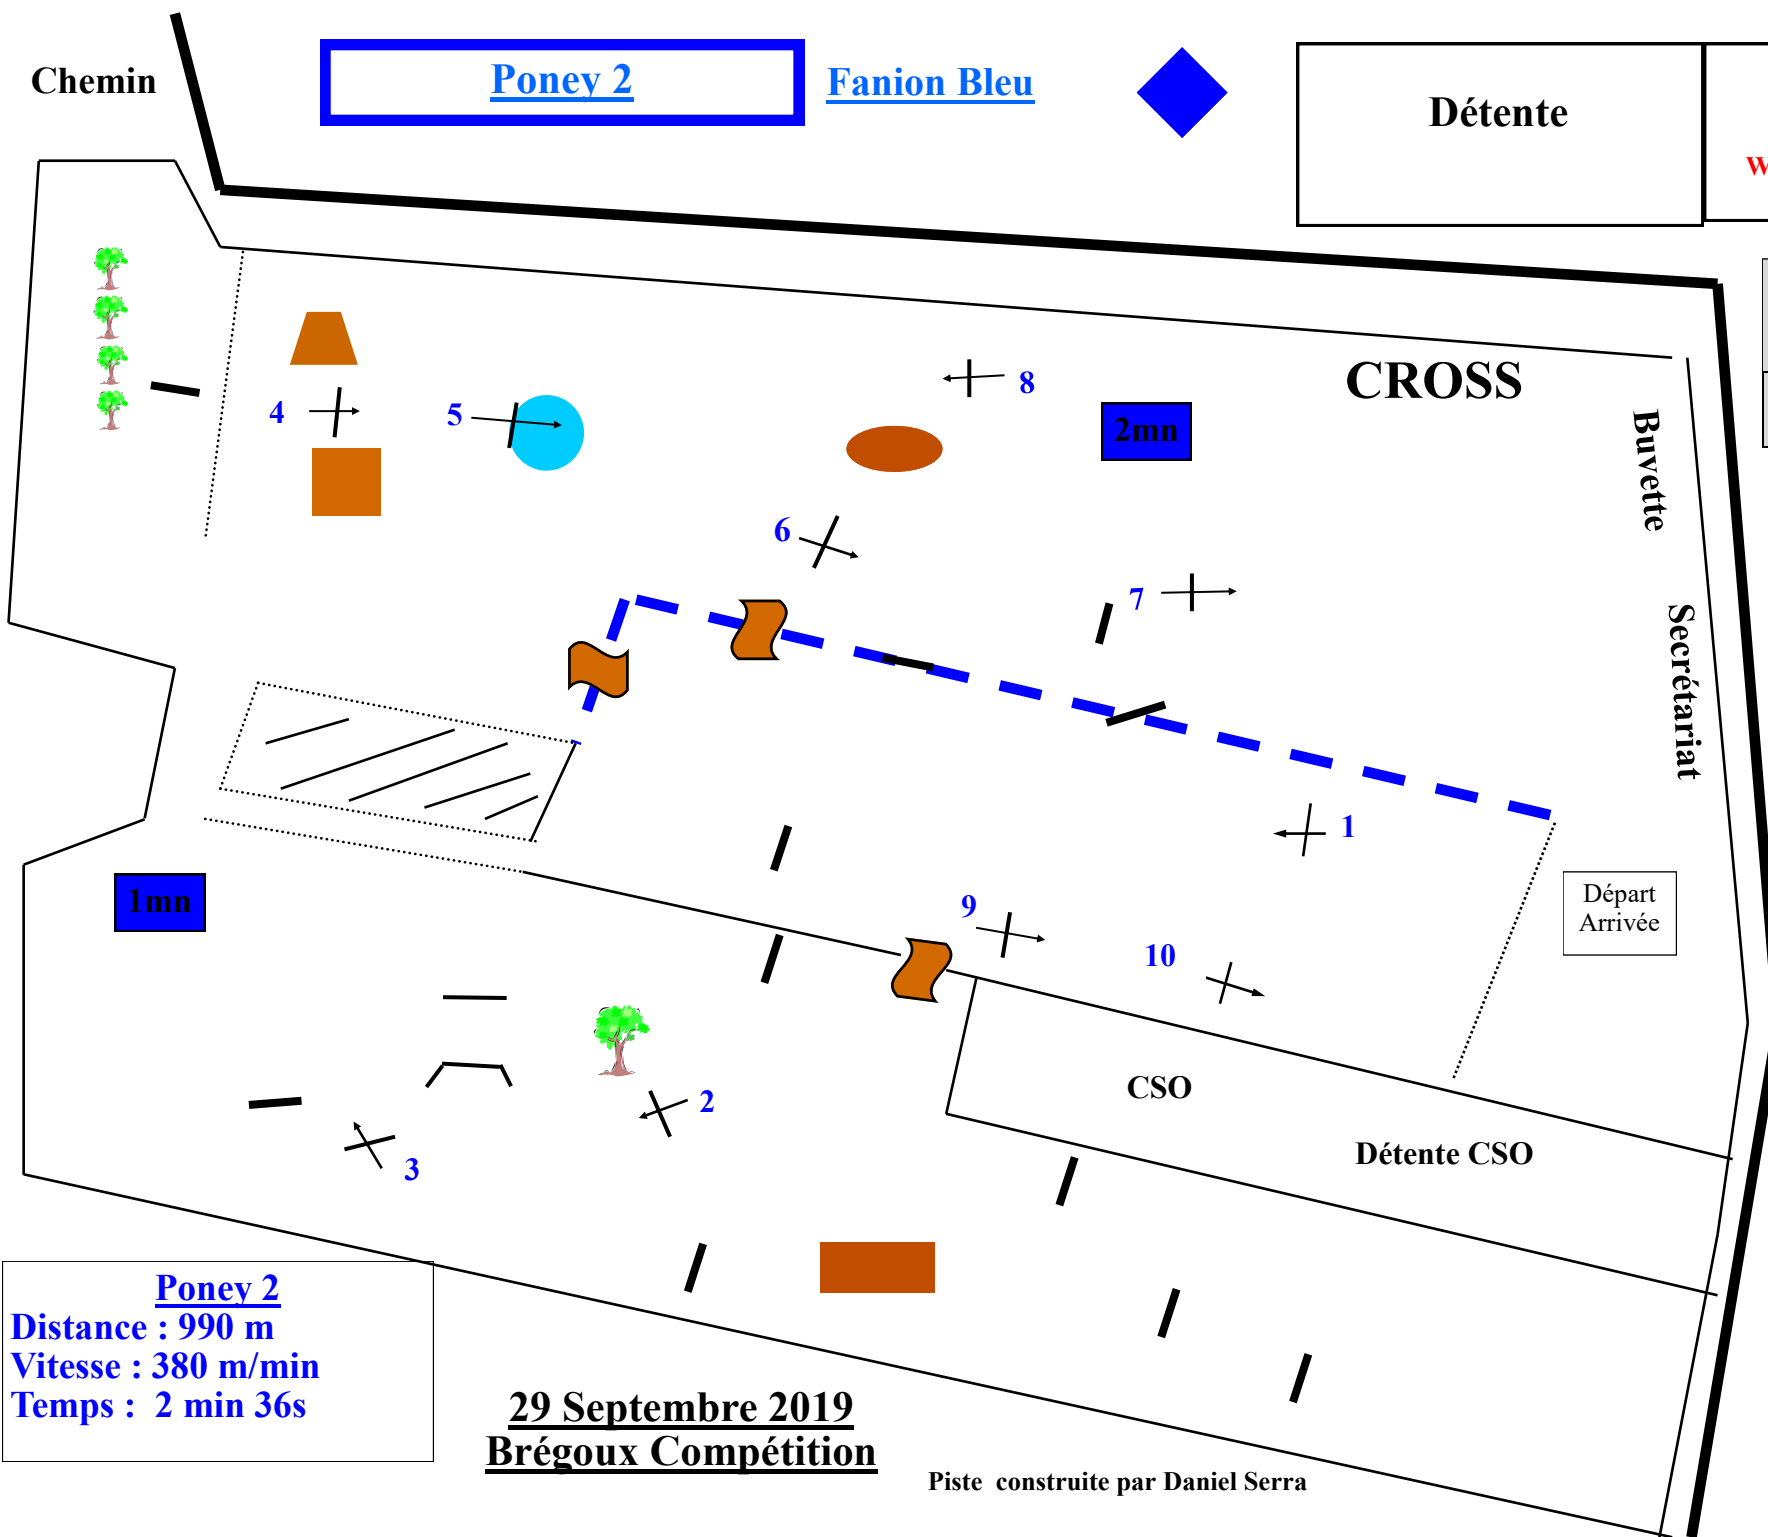 Chemin
Poney 2
Fanion Bleu
Détente
W
8
CROSS
4
5
2mn
Buvette
6
7
Secrétariat
1
1mn
9
Départ
Arrivée
10
CSO
2
Détente CSO
3
Poney 2
Distance : 990 m
Vitesse : 380 m/min
Temps : 2 min 36s
29 Septembre 2019
Brégoux Compétition
Piste construite par Daniel Serra